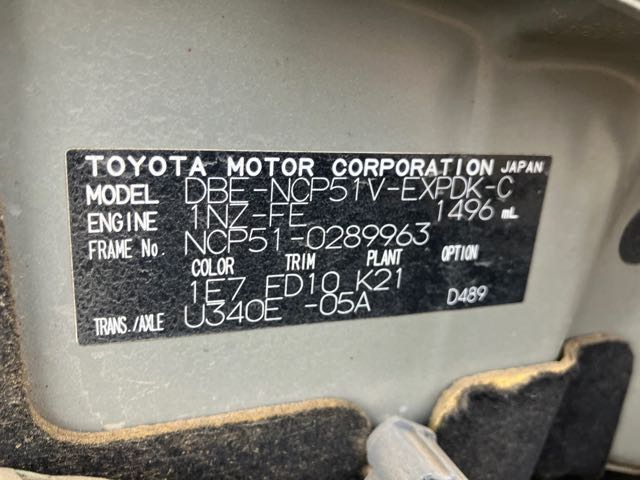 TOYOTA MOTOR CORPORATION JAPAN
MODEL DBE-NCP51V-EXPDK-C
ENGINE 1NZ-FE 1496 mL
FRAME No. NCP51-0289963
COLOR TRIM PLANT OPTION
1E7 FD10 K21
TRANS./AXLE U340E -05A D489